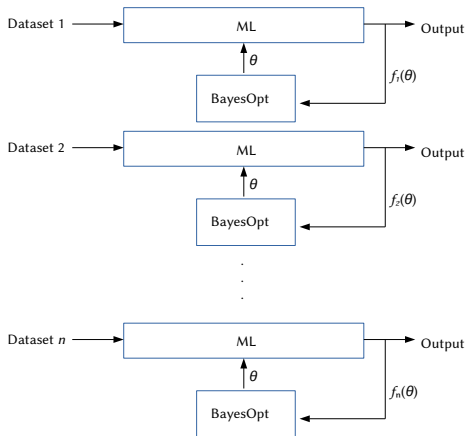 Dataset 1
ML
Output
θ
f₁(θ)
BayesOpt
Dataset 2
ML
Output
θ
f₂(θ)
BayesOpt
.
.
.
Dataset n
ML
Output
θ
fₙ(θ)
BayesOpt